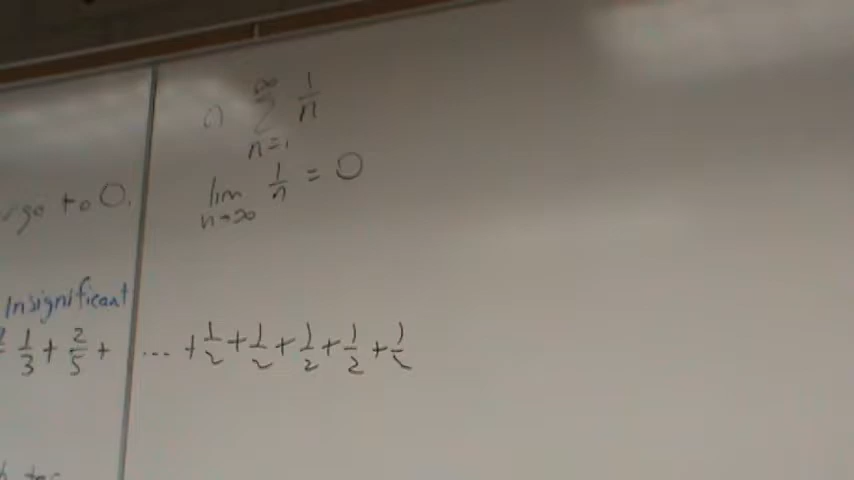 to 0.
Insignificant
1/3 + 2/5 + ... + 1/2 + 1/2 + 1/2 + 1/2 + 1/2
c) ∞ ∑ n=1 1/n
lim n→∞ 1/n = 0